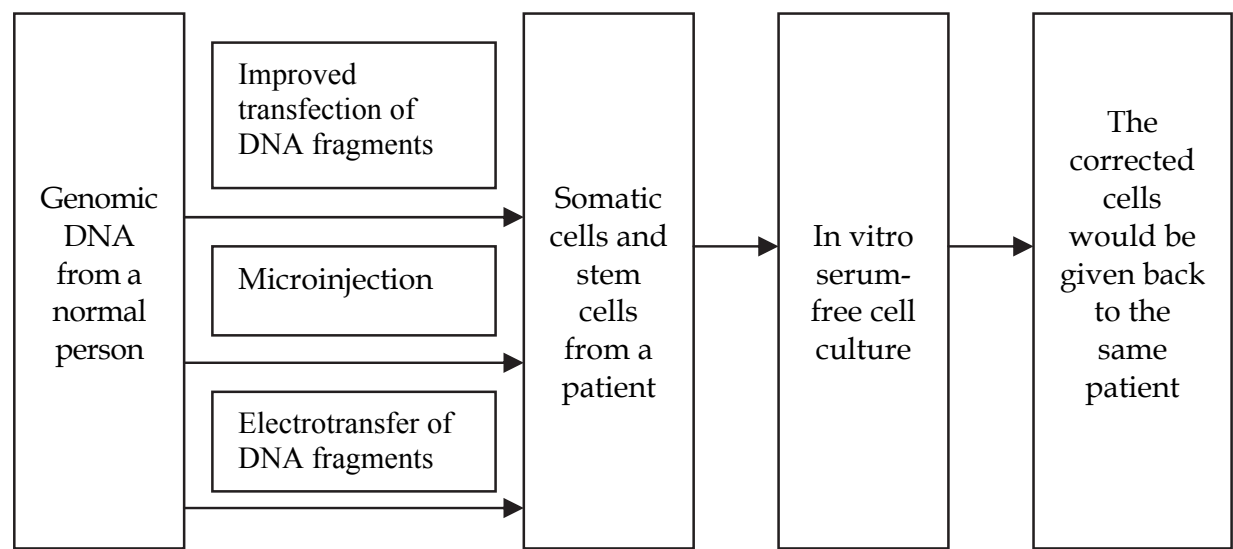 Genomic
DNA
from a
normal
person
Improved
transfection of
DNA fragments
Microinjection
Electrotransfer of
DNA fragments
Somatic
cells and
stem
cells
from a
patient
In vitro
serum-
free cell
culture
The
corrected
cells
would be
given back
to the
same
patient